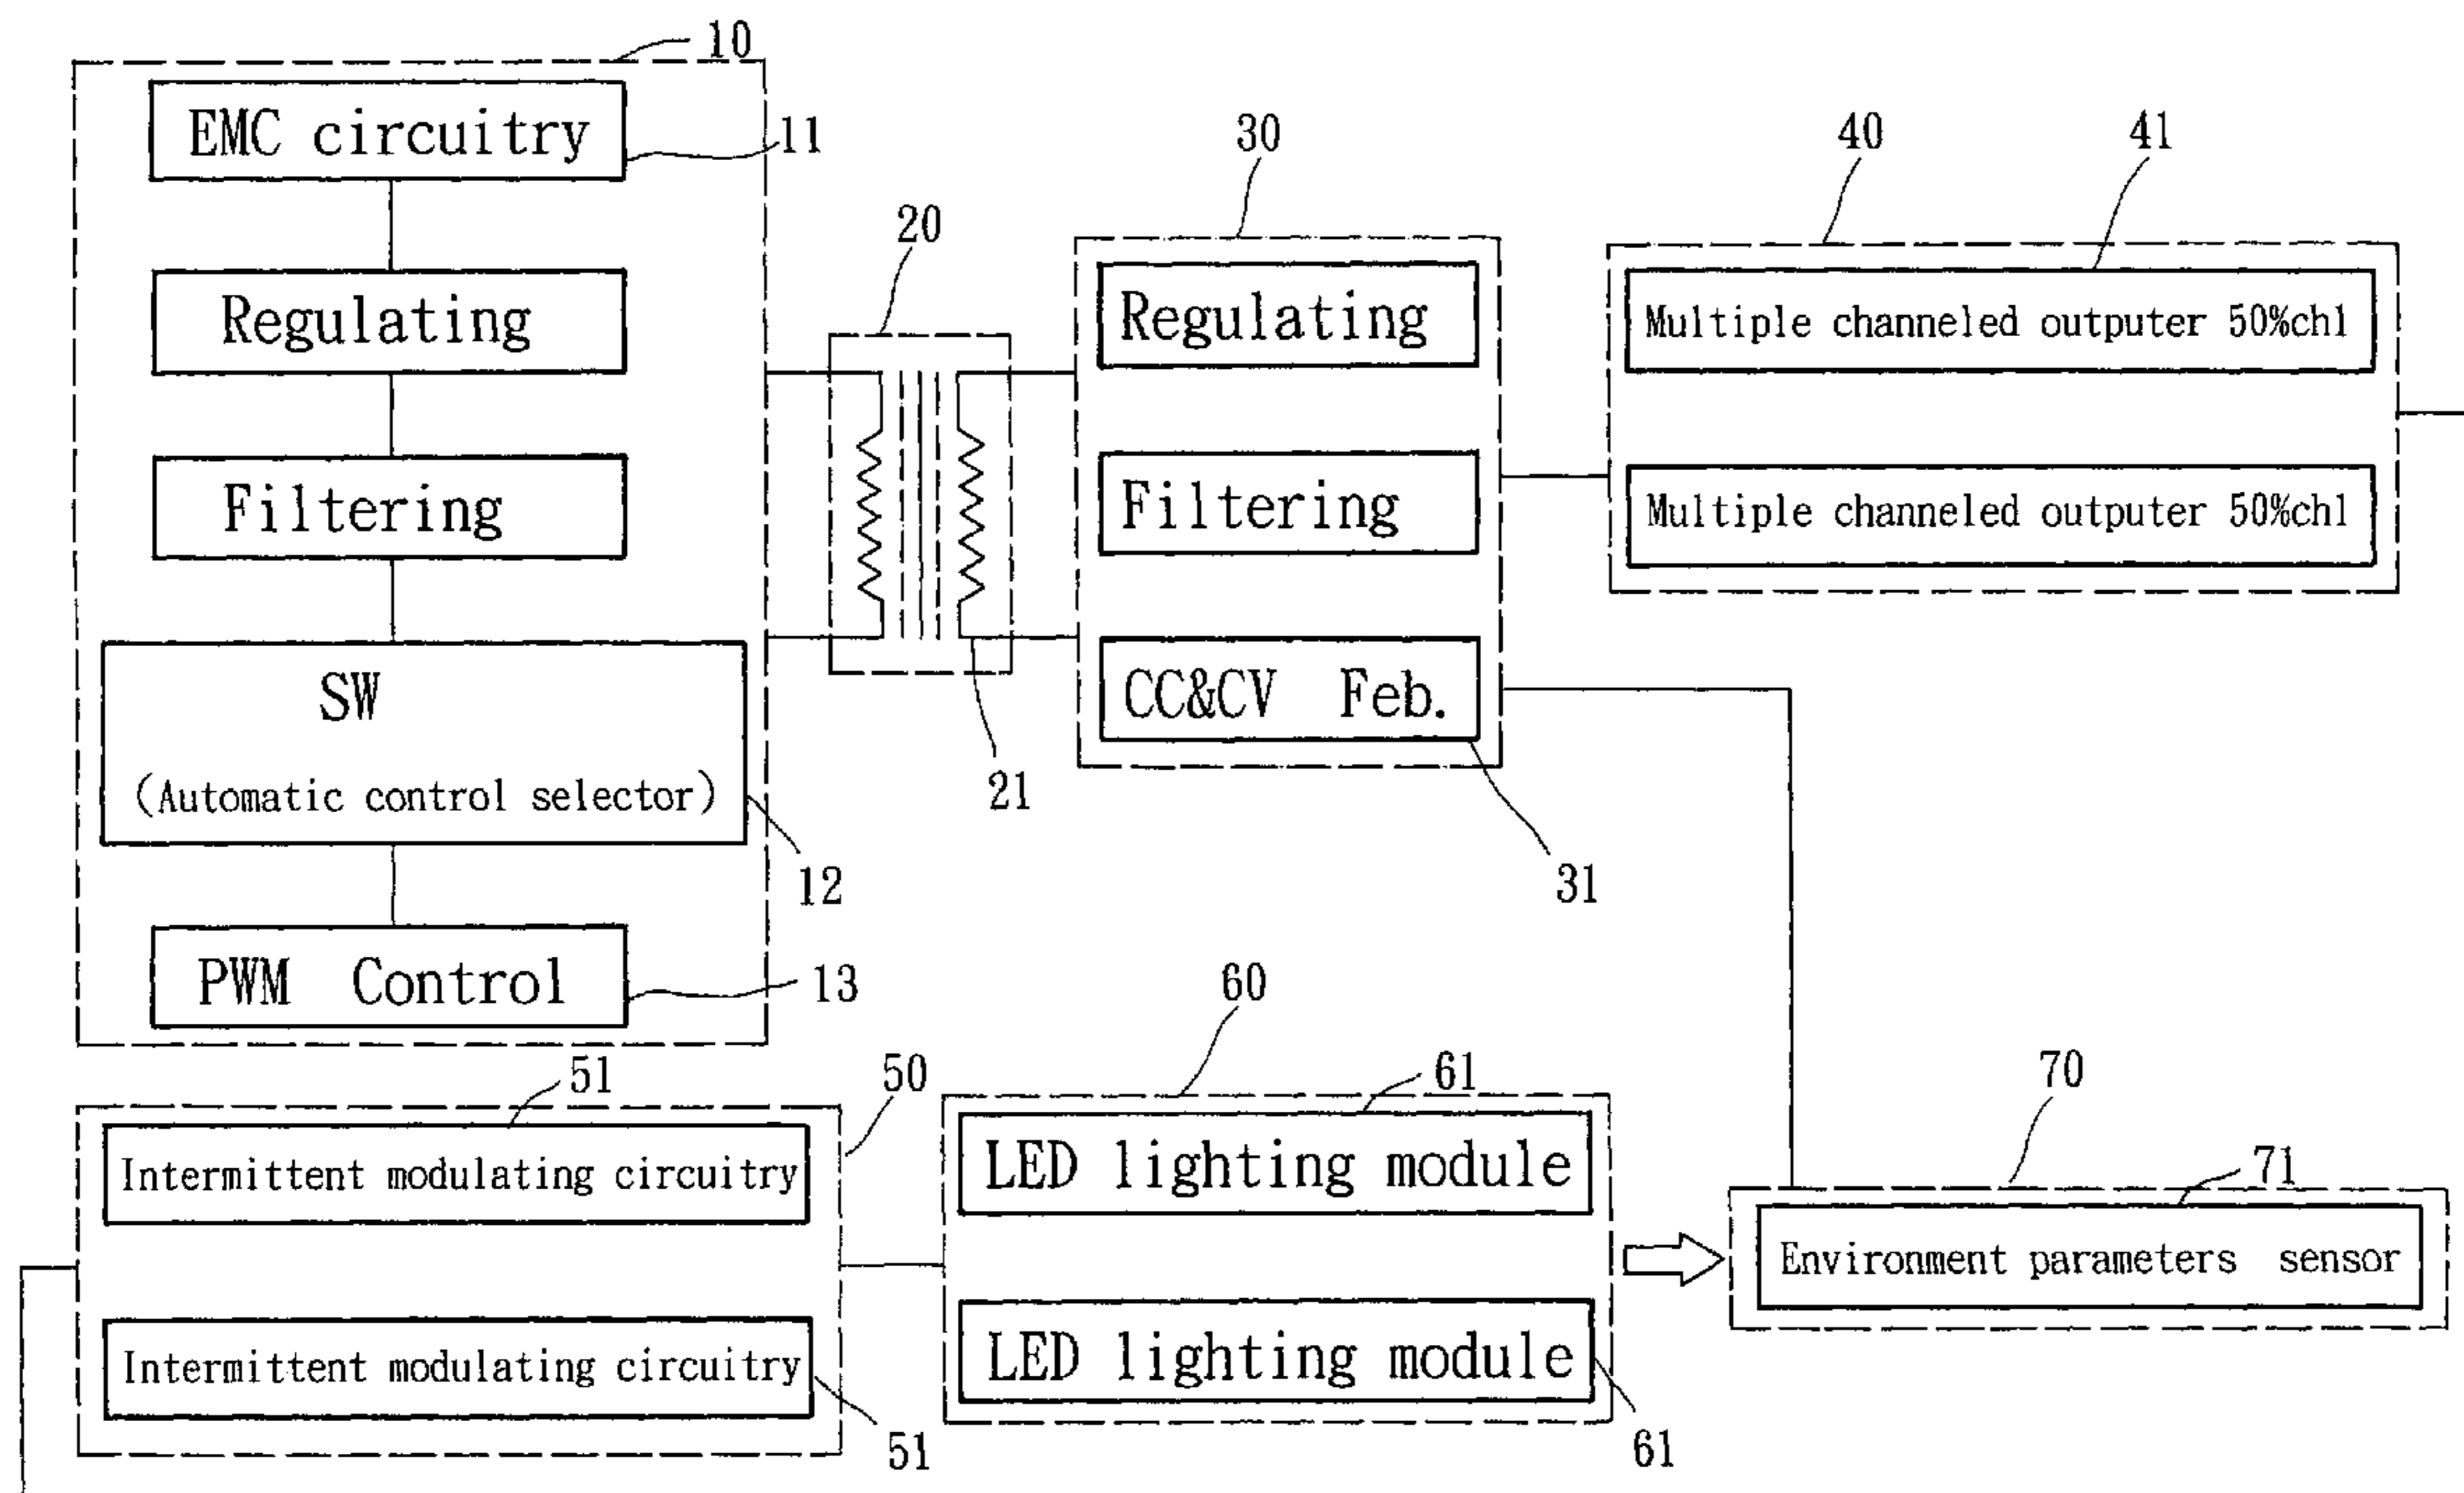 10
EMC circuitry
11
Regulating
Filtering
SW
(Automatic control selector)
12
PWM Control
13
20
21
30
Regulating
Filtering
CC&CV Feb.
31
40
41
Multiple channeled outputer 50%chl
Multiple channeled outputer 50%chl
50
51
Intermittent modulating circuitry
Intermittent modulating circuitry
51
60
61
LED lighting module
LED lighting module
61
70
71
Environment parameters sensor